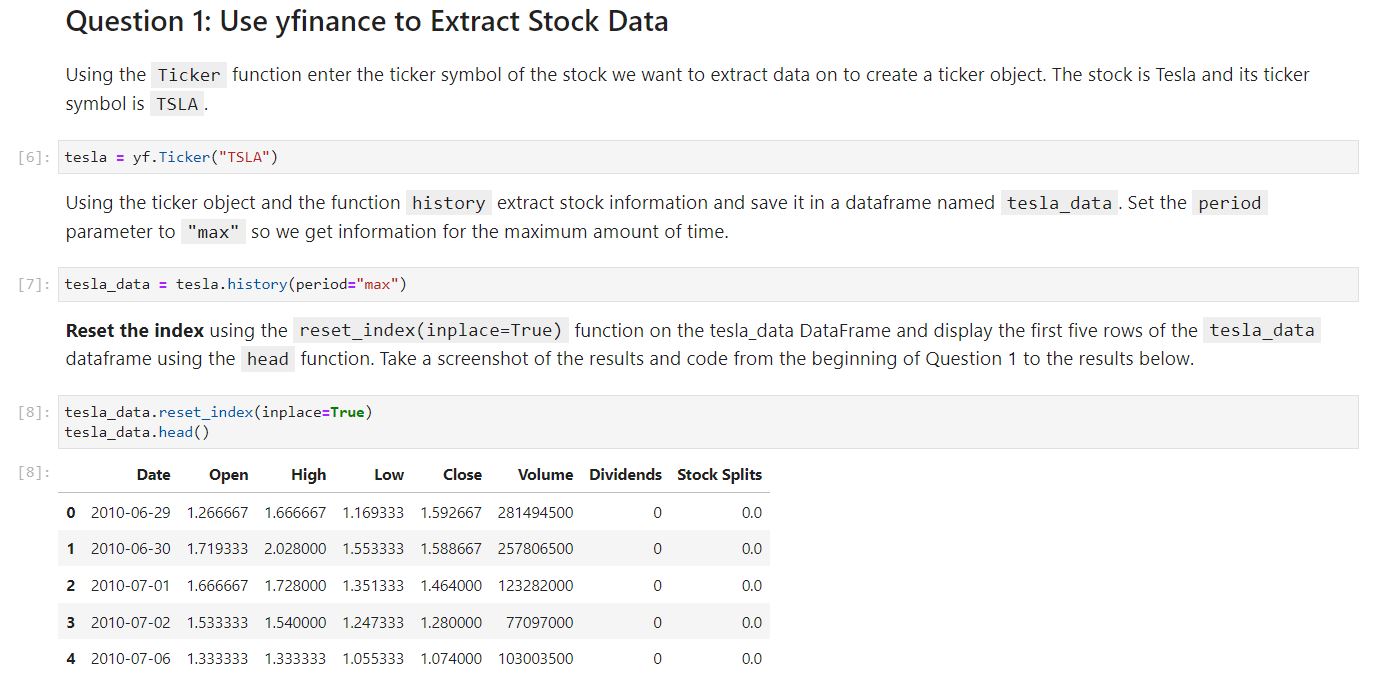 Question 1: Use yfinance to Extract Stock Data
Using the Ticker function enter the ticker symbol of the stock we want to extract data on to create a ticker object. The stock is Tesla and its ticker
symbol is TSLA .
[6]: tesla = yf.Ticker("TSLA")
Using the ticker object and the function history extract stock information and save it in a dataframe named tesla_data . Set the period
parameter to "max" so we get information for the maximum amount of time.
[7]: tesla_data = tesla.history(period="max")
Reset the index using the reset_index(inplace=True) function on the tesla_data DataFrame and display the first five rows of the tesla_data
dataframe using the head function. Take a screenshot of the results and code from the beginning of Question 1 to the results below.
[8]: tesla_data.reset_index(inplace=True)
tesla_data.head()
[8]: Date Open High Low Close Volume Dividends Stock Splits
0 2010-06-29 1.266667 1.666667 1.169333 1.592667 281494500 0 0.0
1 2010-06-30 1.719333 2.028000 1.553333 1.588667 257806500 0 0.0
2 2010-07-01 1.666667 1.728000 1.351333 1.464000 123282000 0 0.0
3 2010-07-02 1.533333 1.540000 1.247333 1.280000 77097000 0 0.0
4 2010-07-06 1.333333 1.333333 1.055333 1.074000 103003500 0 0.0